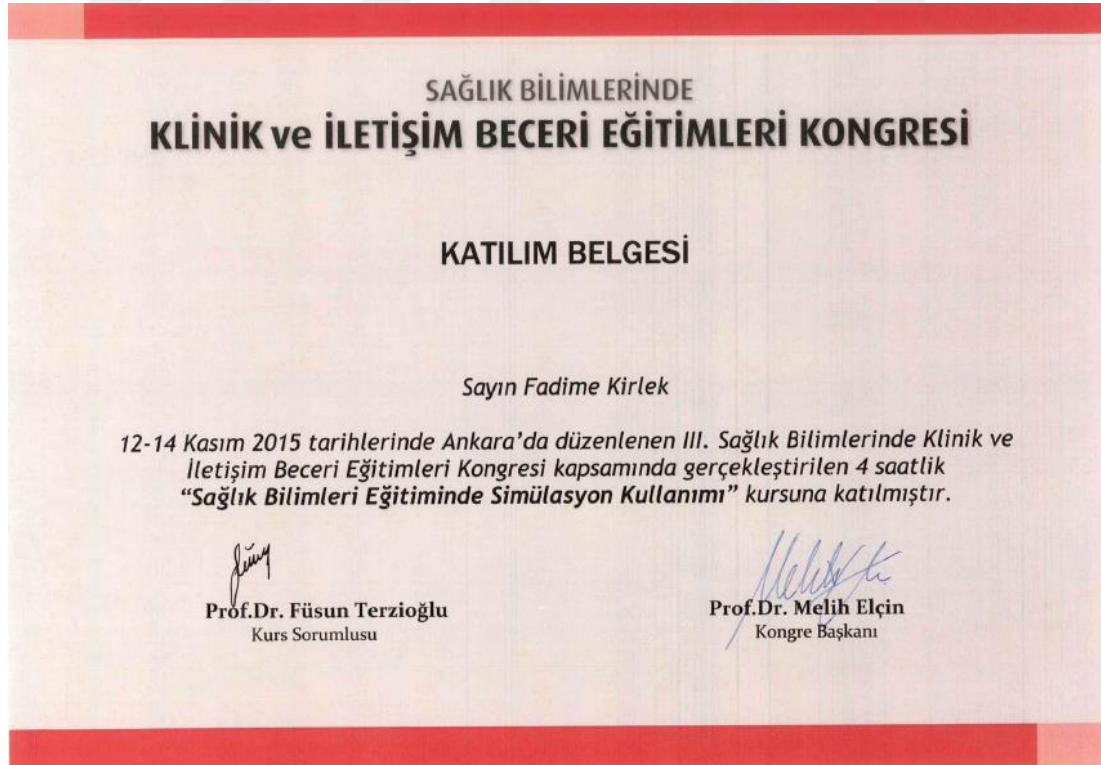 SAĞLIK BİLİMLERİNDE
KLİNİK ve İLETİŞİM BECERİ EĞİTİMLERİ KONGRESİ
KATILIM BELGESİ
Sayın Fadime Kirlek
12-14 Kasım 2015 tarihlerinde Ankara'da düzenlenen III. Sağlık Bilimlerinde Klinik ve
İletişim Beceri Eğitimleri Kongresi kapsamında gerçekleştirilen 4 saatlik
“Sağlık Bilimleri Eğitiminde Simülasyon Kullanımı” kursuna katılmıştır.
Prof.Dr. Füsun Terzioğlu
Kurs Sorumlusu
Prof.Dr. Melih Elçin
Kongre Başkanı